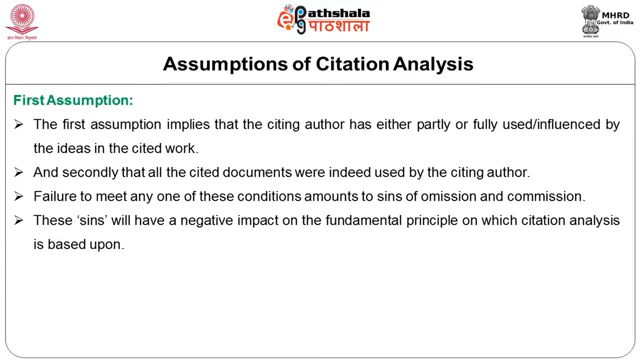 Pathshala
पाठशाला
MHRD
Govt. of India
Assumptions of Citation Analysis
First Assumption:
➢ The first assumption implies that the citing author has either partly or fully used/influenced by
the ideas in the cited work.
➢ And secondly that all the cited documents were indeed used by the citing author.
➢ Failure to meet any one of these conditions amounts to sins of omission and commission.
➢ These ‘sins’ will have a negative impact on the fundamental principle on which citation analysis
is based upon.